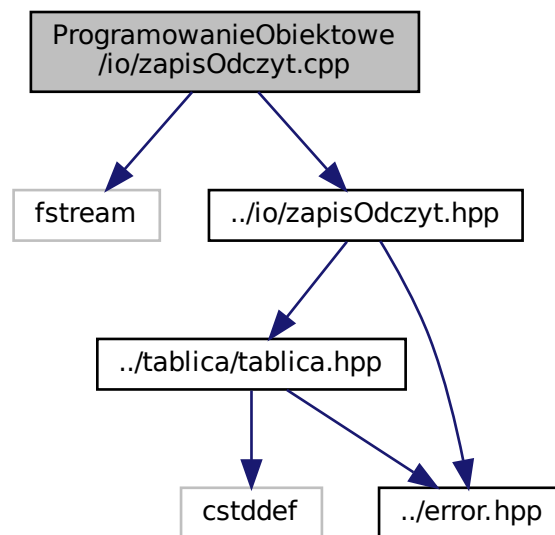 ProgramowanieObiektowe
/io/zapisOdczyt.cpp
fstream
../io/zapisOdczyt.hpp
../tablica/tablica.hpp
cstddef
../error.hpp